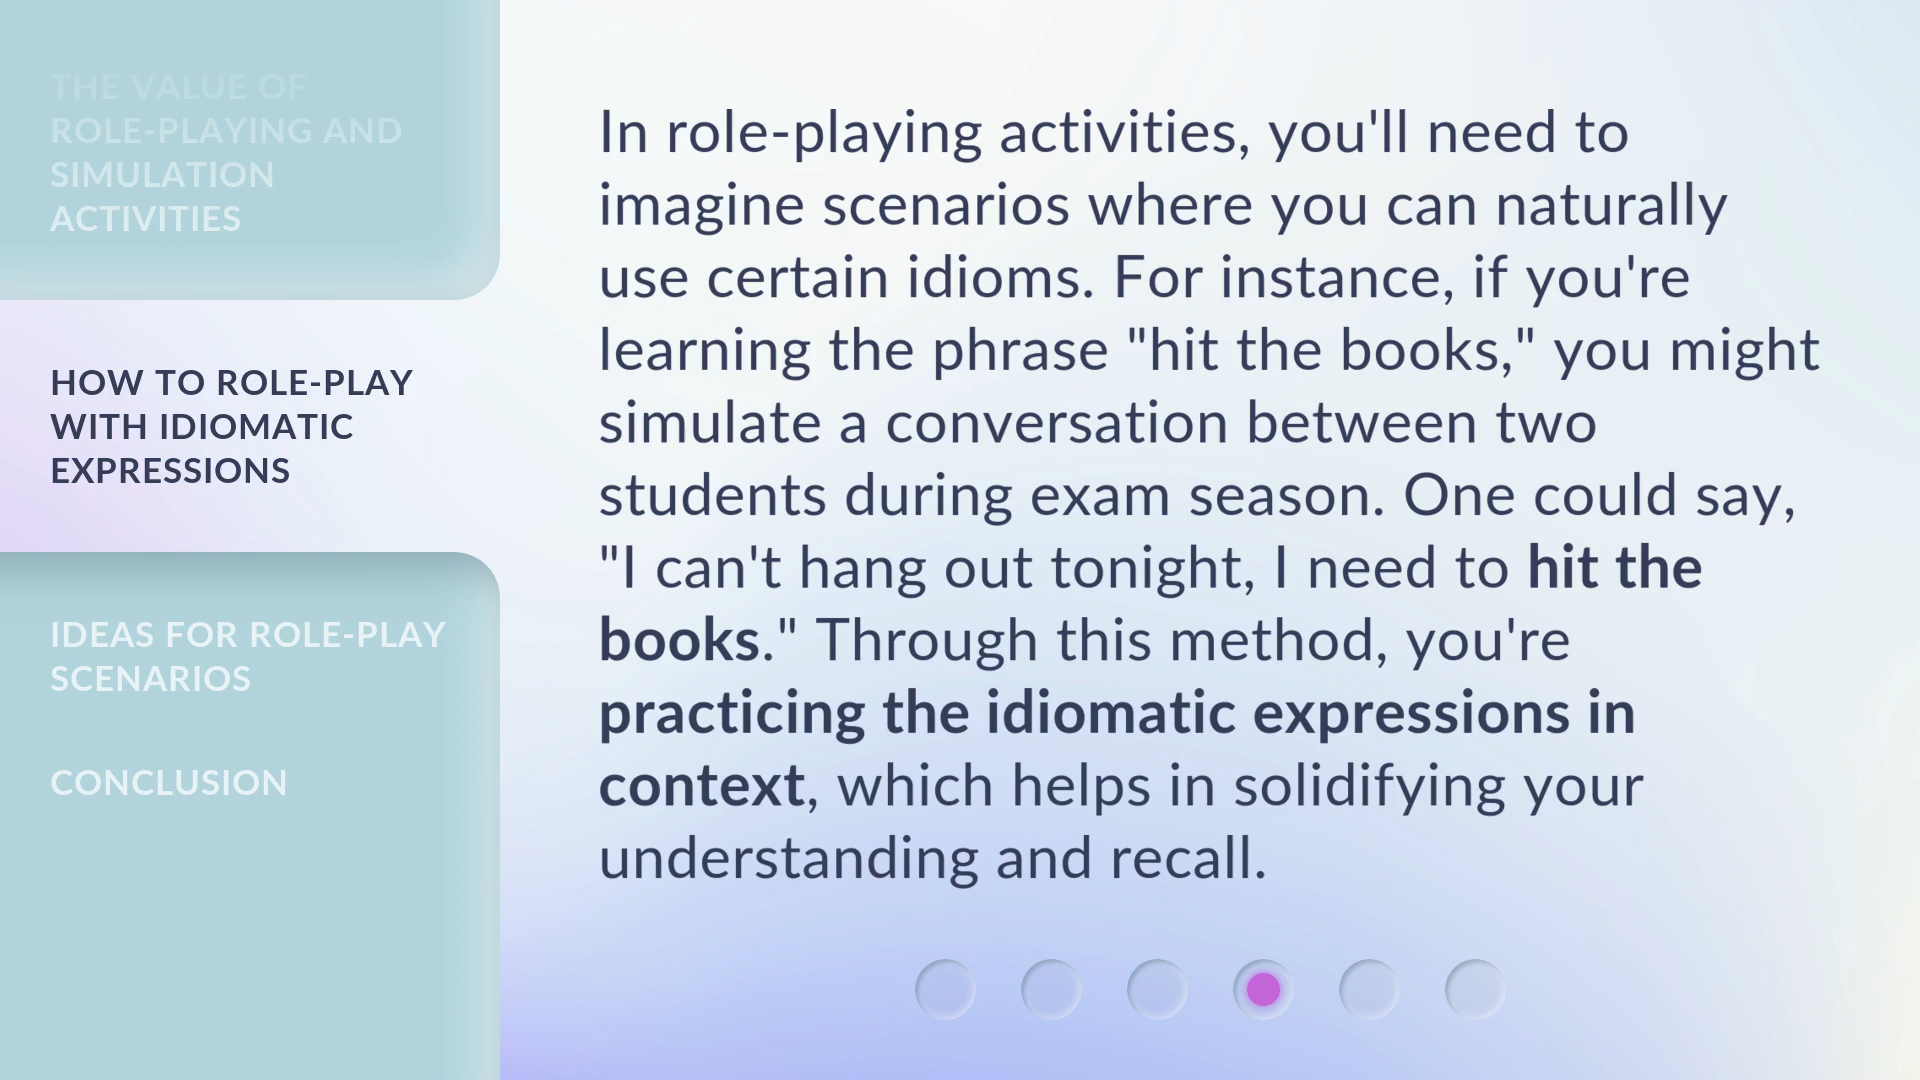 THE VALUE OF
ROLE-PLAYING AND
SIMULATION
ACTIVITIES
HOW TO ROLE-PLAY
WITH IDIOMATIC
EXPRESSIONS
IDEAS FOR ROLE-PLAY
SCENARIOS
CONCLUSION
In role-playing activities, you'll need to
imagine scenarios where you can naturally
use certain idioms. For instance, if you're
learning the phrase "hit the books," you might
simulate a conversation between two
students during exam season. One could say,
"I can't hang out tonight, I need to hit the
books." Through this method, you're
practicing the idiomatic expressions in
context, which helps in solidifying your
understanding and recall.